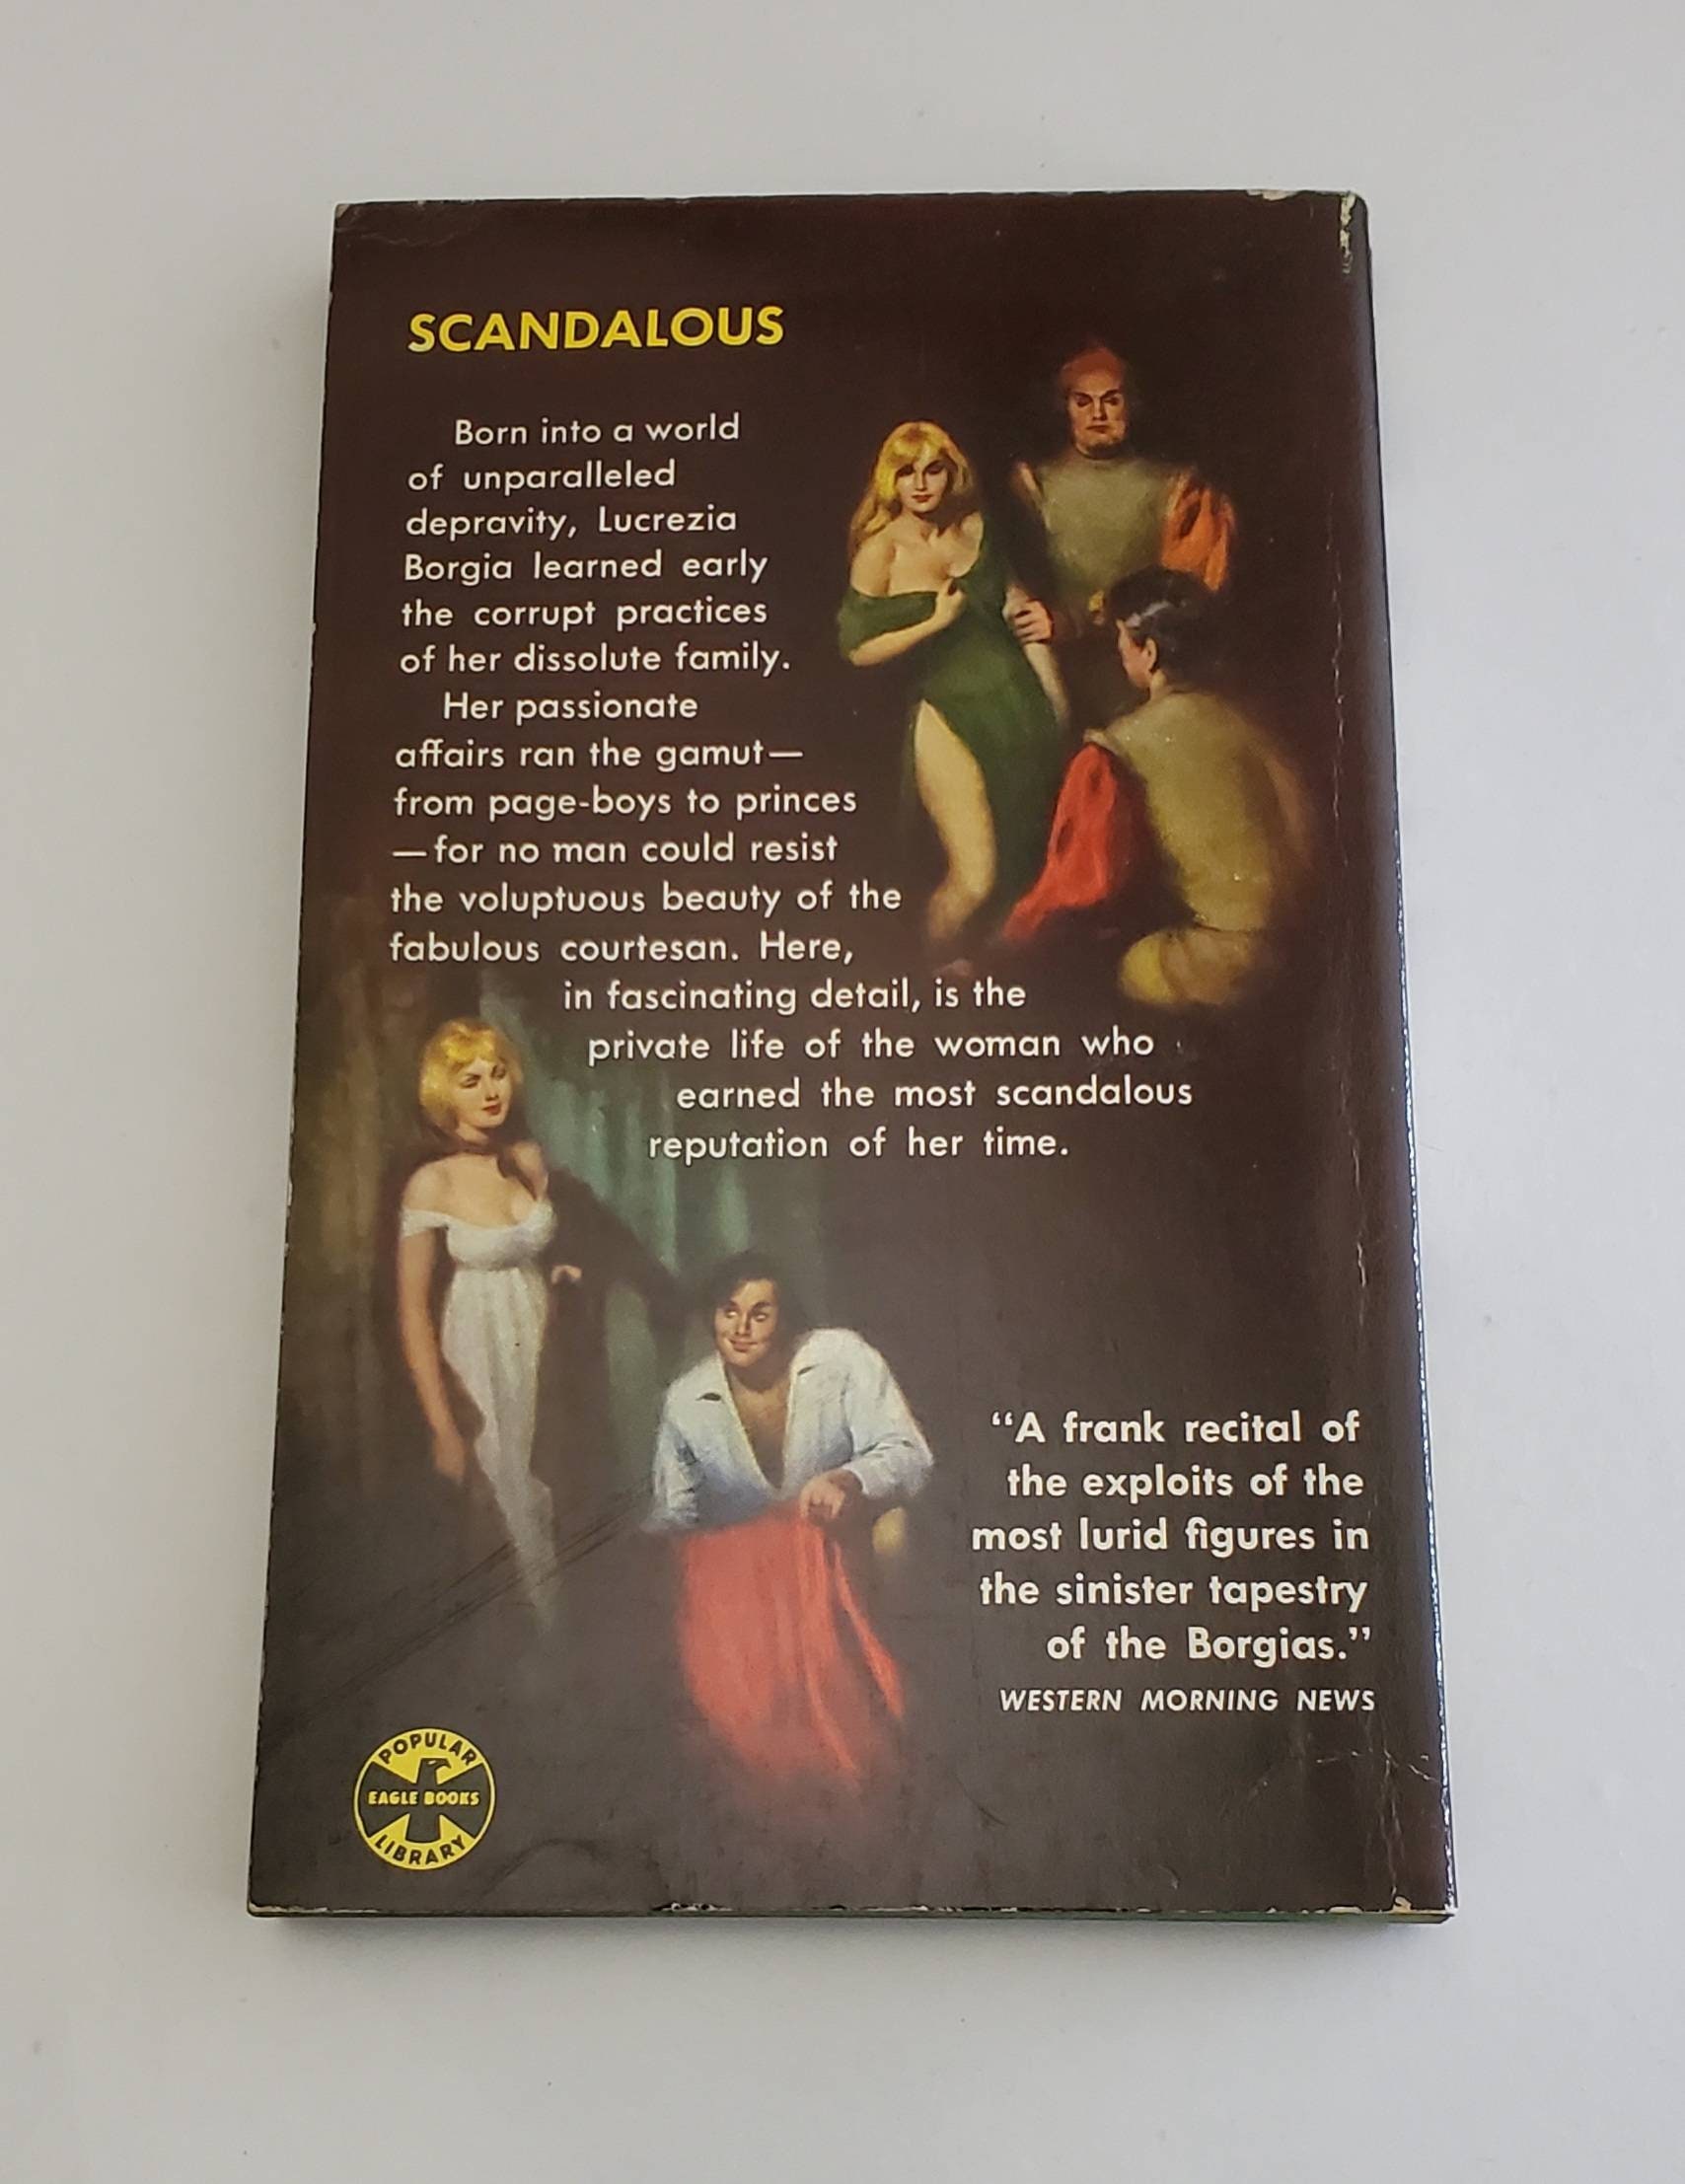 SCANDALOUS
Born into a world
of unparalleled
depravity, Lucrezia
Borgia learned early
the corrupt practices
of her dissolute family.
Her passionate
affairs ran the gamut—
from page-boys to princes
—for no man could resist
the voluptuous beauty of the
fabulous courtesan. Here,
in fascinating detail, is the
private life of the woman who
earned the most scandalous
reputation of her time.
"A frank recital of
the exploits of the
most lurid figures in
the sinister tapestry
of the Borgias."
WESTERN MORNING NEWS
POPULAR
EAGLE BOOKS
LIBRARY